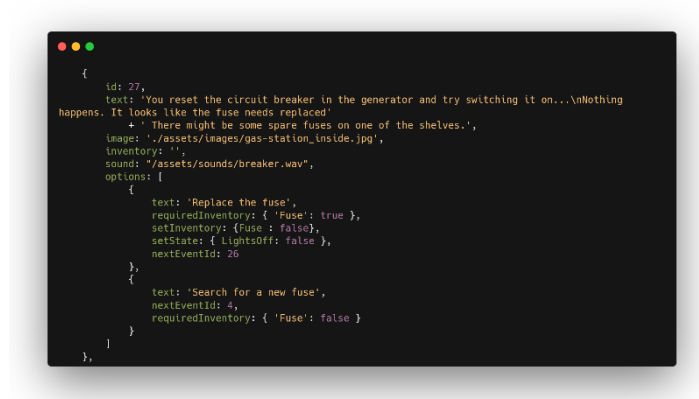 {
id: 27,
text: 'You reset the circuit breaker in the generator and try switching it on...\nNothing
happens. It looks like the fuse needs replaced'
+ ' There might be some spare fuses on one of the shelves.',
image: './assets/images/gas-station_inside.jpg',
inventory: '',
sound: "/assets/sounds/breaker.wav",
options: [
{
text: 'Replace the fuse',
requiredInventory: { 'Fuse': true },
setInventory: {Fuse : false},
setState: { LightsOff: false },
nextEventId: 26
},
{
text: 'Search for a new fuse',
nextEventId: 4,
requiredInventory: { 'Fuse': false }
}
]
},